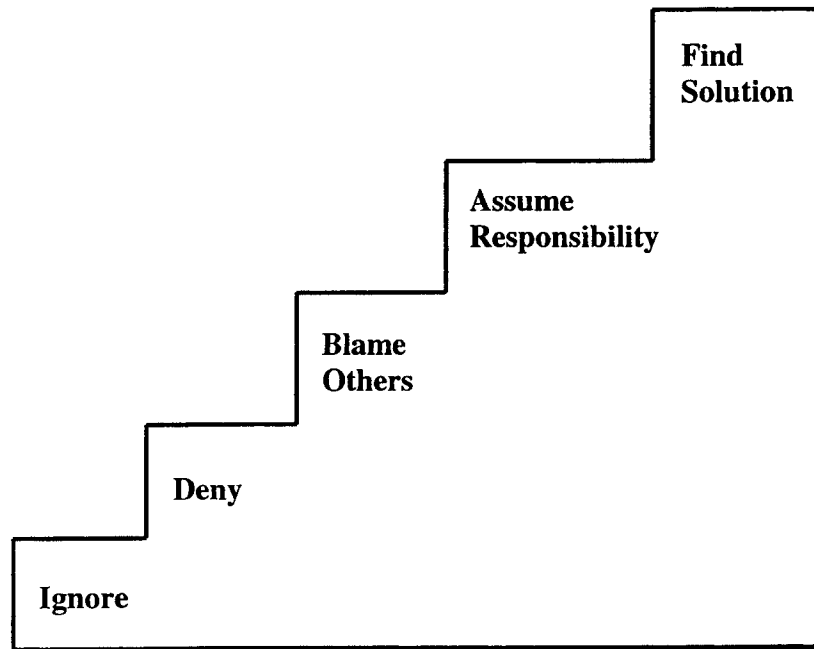 Find
Solution
Assume
Responsibility
Blame
Others
Deny
Ignore